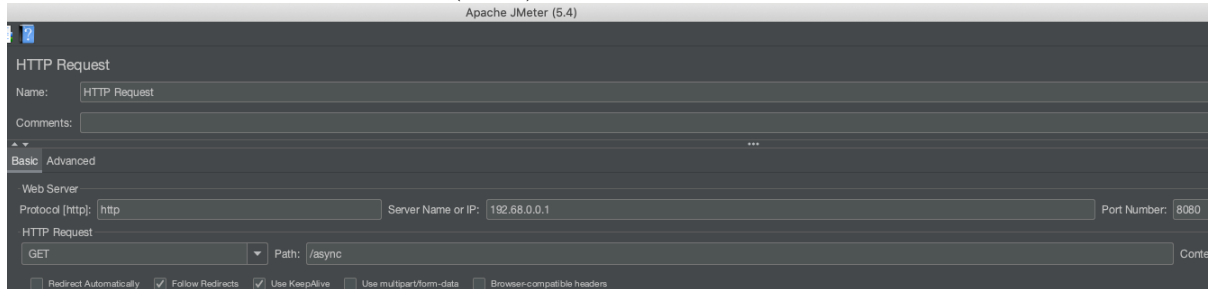 Apache JMeter (5.4)
?
HTTP Request
Name: HTTP Request
Comments:
Basic Advanced
Web Server
Protocol [http]: http Server Name or IP: 192.68.0.0.1 Port Number: 8080
HTTP Request
GET Path: /async Conte
Redirect Automatically Follow Redirects Use KeepAlive Use multipart/form-data Browser-compatible headers